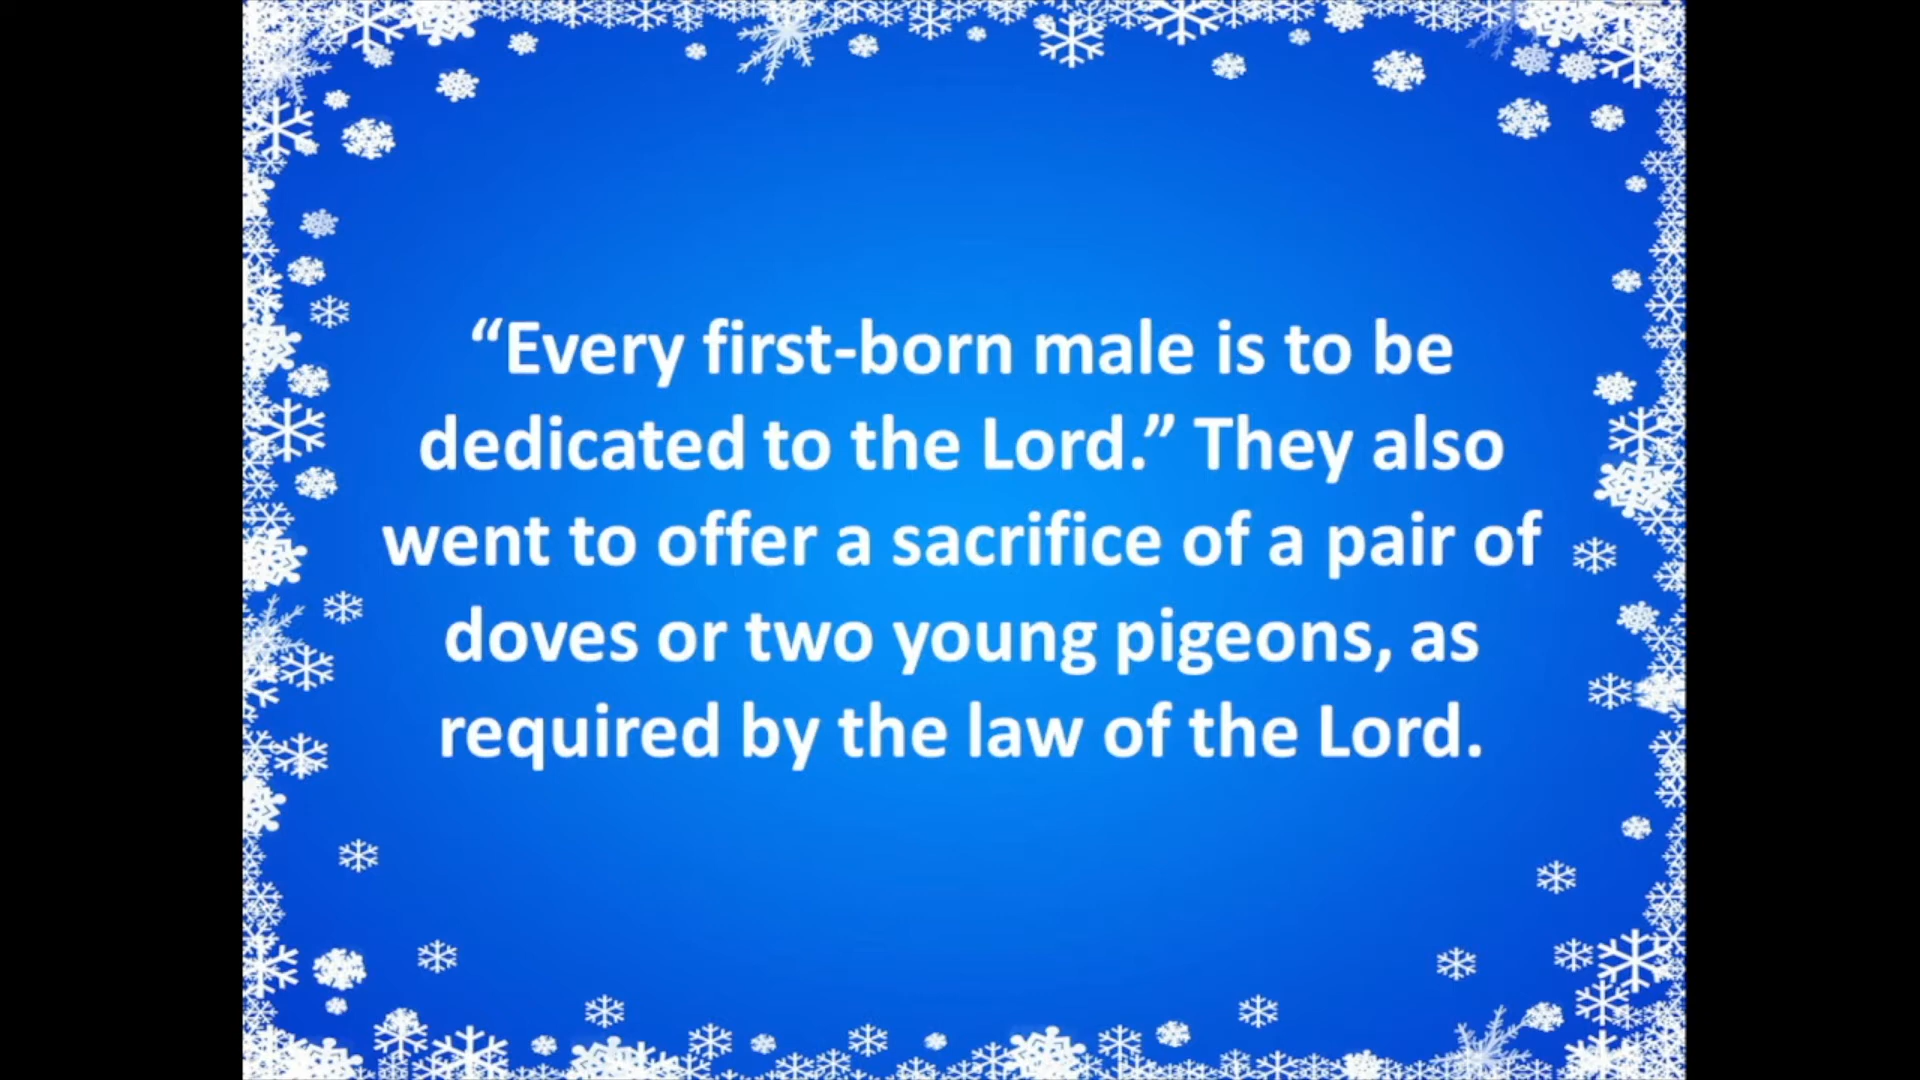 “Every first-born male is to be
dedicated to the Lord.” They also
went to offer a sacrifice of a pair of
doves or two young pigeons, as
required by the law of the Lord.